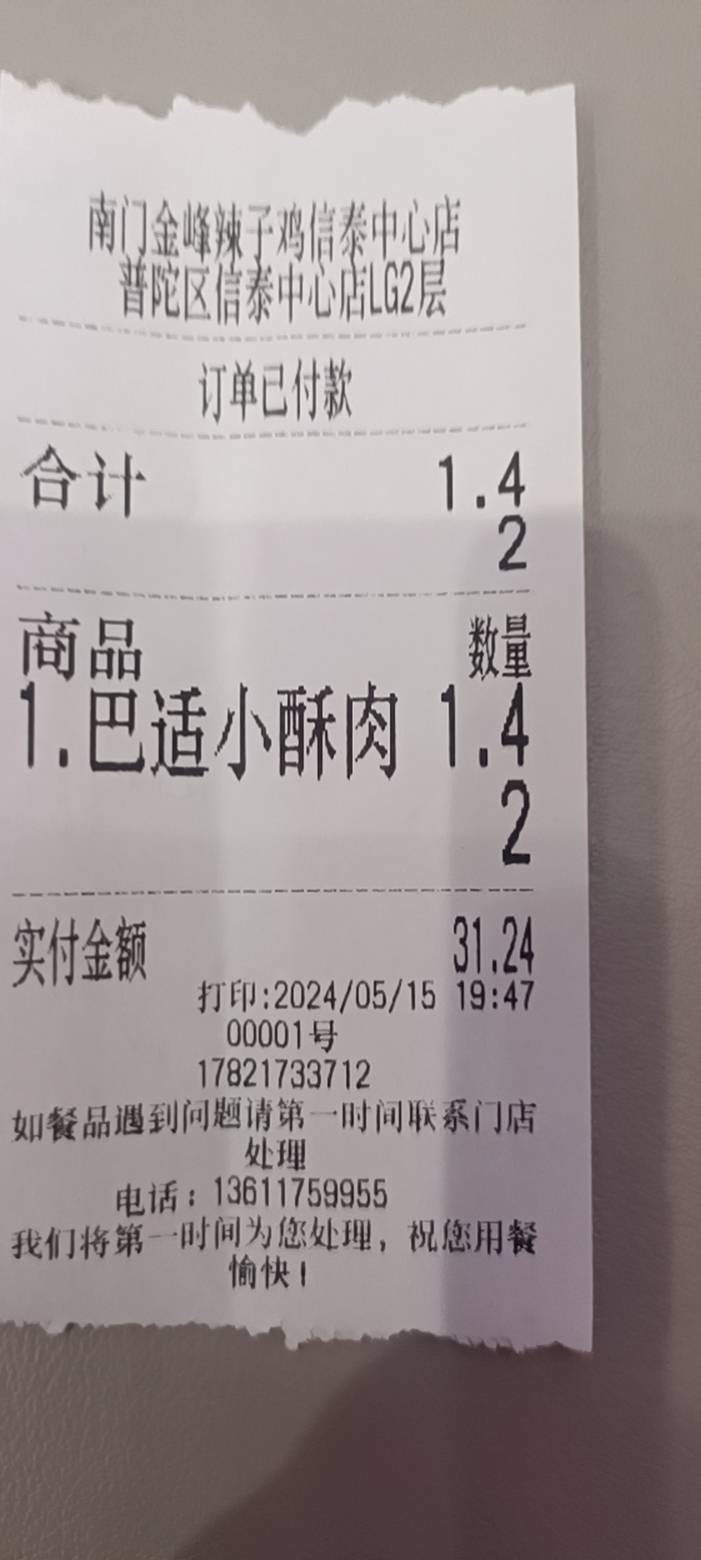 南门金峰辣子鸡信泰中心店
普陀区信泰中心店LG2层
订单已付款
合计 1.4
2
商品 数量
1.巴适小酥肉 1.4
2
实付金额 31.24
打印:2024/05/15 19:47
00001号
17821733712
如餐品遇到问题请第一时间联系门店
处理
电话：13611759955
我们将第一时间为您处理，祝您用餐
愉快！